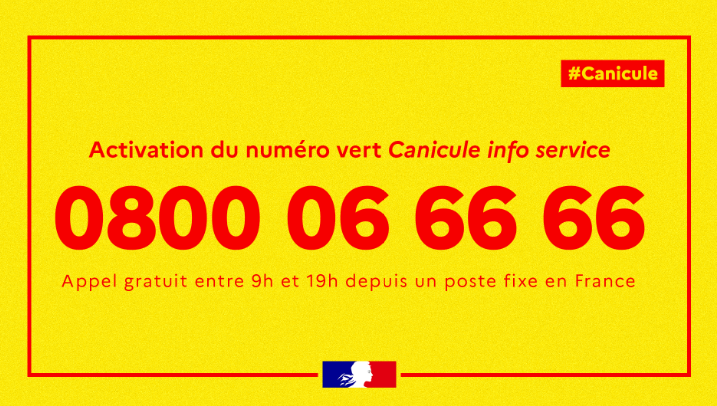 #Canicule
Activation du numéro vert Canicule info service
0800 06 66 66
Appel gratuit entre 9h et 19h depuis un poste fixe en France